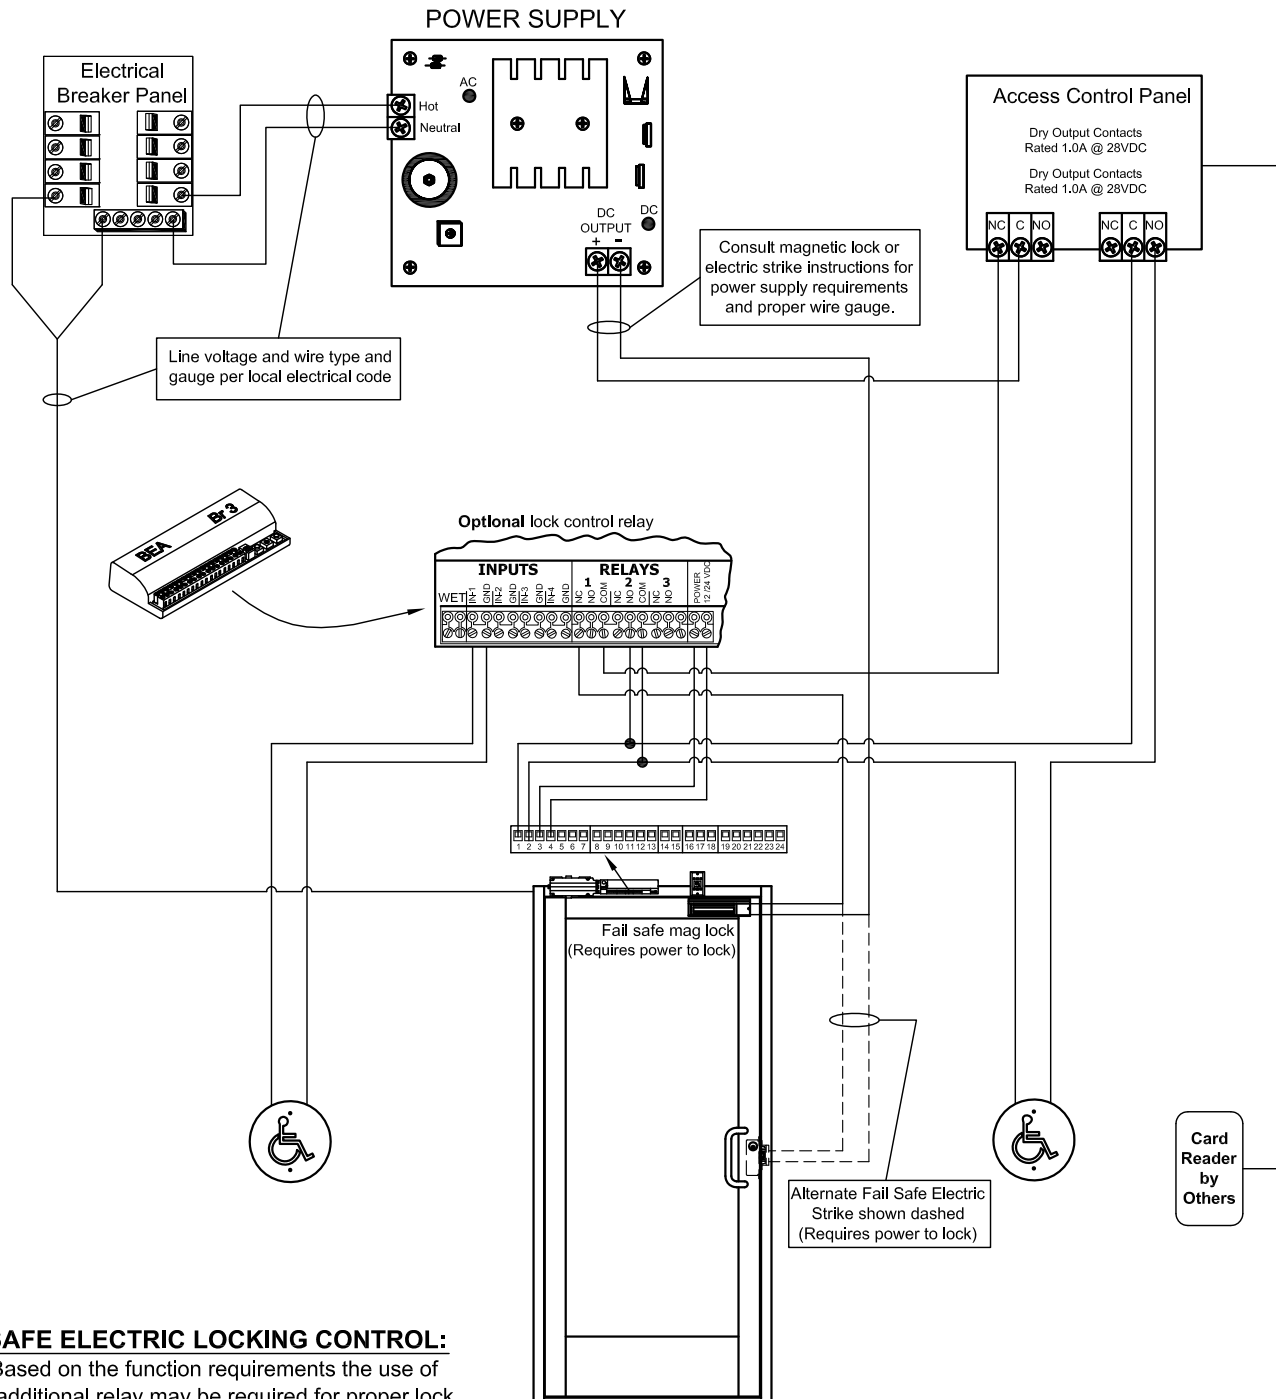 POWER SUPPLY
Electrical
Breaker Panel
AC
Hot
Neutral
DC
OUTPUT
DC
+ -
Access Control Panel
Dry Output Contacts
Rated 1.0A @ 28VDC
Dry Output Contacts
Rated 1.0A @ 28VDC
NC C NO
NC C NO
Consult magnetic lock or
electric strike instructions for
power supply requirements
and proper wire gauge.
Line voltage and wire type and
gauge per local electrical code
BEA Br 3
Optional lock control relay
INPUTS
RELAYS
1 2 3
WET
IN-1
GND
IN-2
GND
IN-3
GND
IN-4
GND
NC
NO
COM
NC
NO
COM
NC
NO
POWER
12 /24 VDC
1 2 3 4 5 6 7 8 9 10 11 12 13 14 15 16 17 18 19 20 21 22 23 24
Fail safe mag lock
(Requires power to lock)
Alternate Fail Safe Electric
Strike shown dashed
(Requires power to lock)
Card
Reader
by
Others
SAFE ELECTRIC LOCKING CONTROL:
Based on the function requirements the use of
additional relay may be required for proper lock